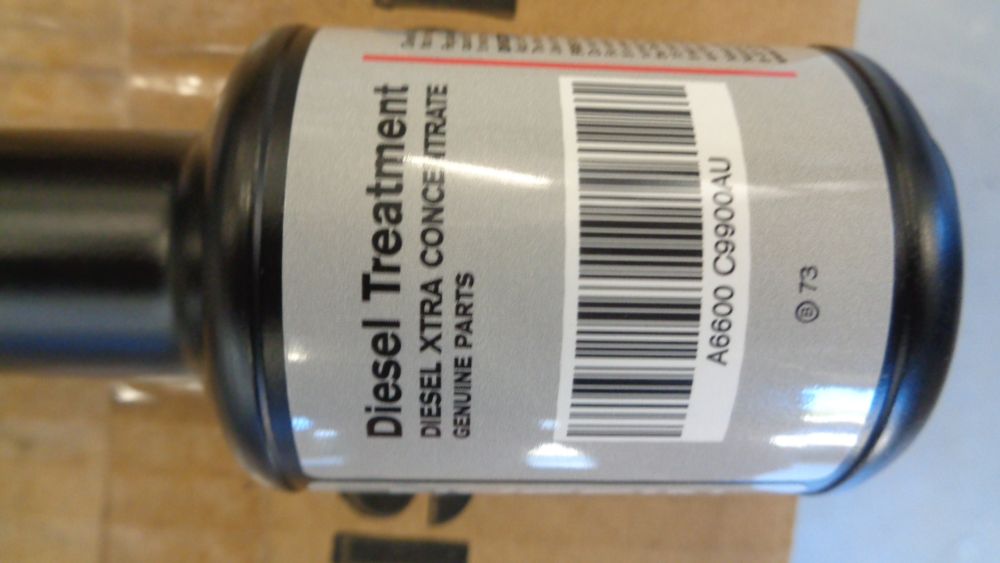 Diesel Treatment
DIESEL XTRA CONCENTRATE
GENUINE PARTS
A6600 C9900AU
73